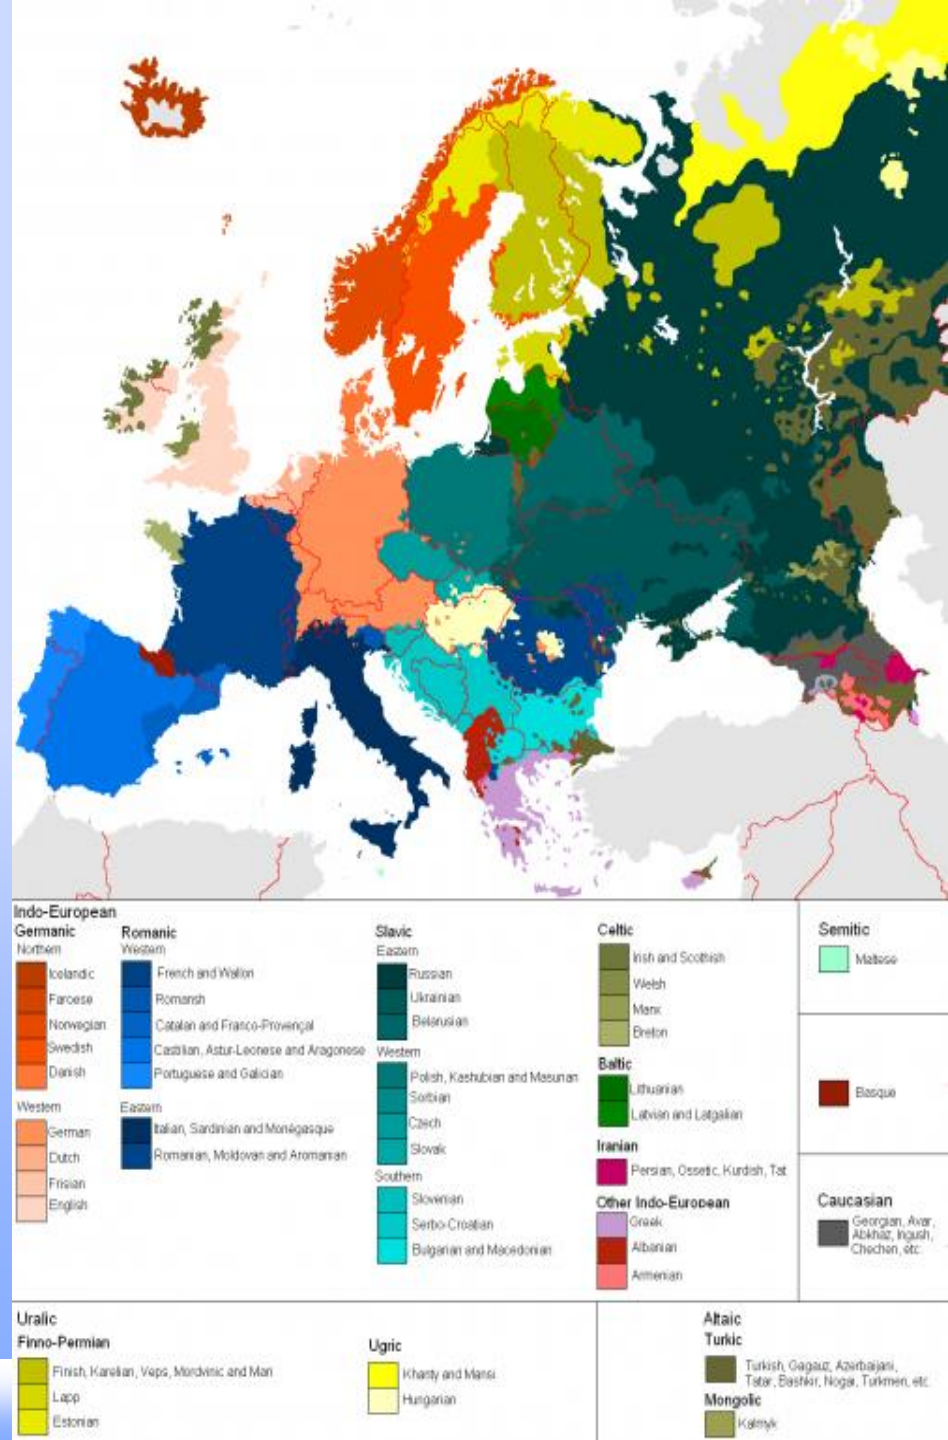 Indo-European
Germanic
Northern
Icelandic
Faroese
Norwegian
Swedish
Danish
Western
German
Dutch
Frisian
English
Romanic
Western
French and Wallon
Romansh
Catalan and Franco-Provençal
Castilian, Astur-Leonese and Aragonese
Portuguese and Galician
Eastern
Italian, Sardinian and Monégasque
Romanian, Moldovan and Aromanian
Slavic
Eastern
Russian
Ukrainian
Belarusian
Western
Polish, Kashubian and Masurian
Sorbian
Czech
Slovak
Southern
Slovenian
Serbo-Croatian
Bulgarian and Macedonian
Celtic
Irish and Scothish
Welsh
Manx
Breton
Baltic
Lithuanian
Latvian and Latgalian
Iranian
Persian, Ossetic, Kurdish, Tat
Other Indo-European
Greek
Albanian
Armenian
Semitic
Maltese
Basque
Caucasian
Georgian, Avar,
Abkhaz, Ingush,
Chechen, etc.
Uralic
Finno-Permian
Finish, Karelian, Veps, Mordvinic and Mari
Lapp
Estonian
Ugric
Khanty and Mansi
Hungarian
Altaic
Turkic
Turkish, Gagauz, Azerbaijani,
Tatar, Bashkir, Nogai, Turkmen, etc.
Mongolic
Kalmyk